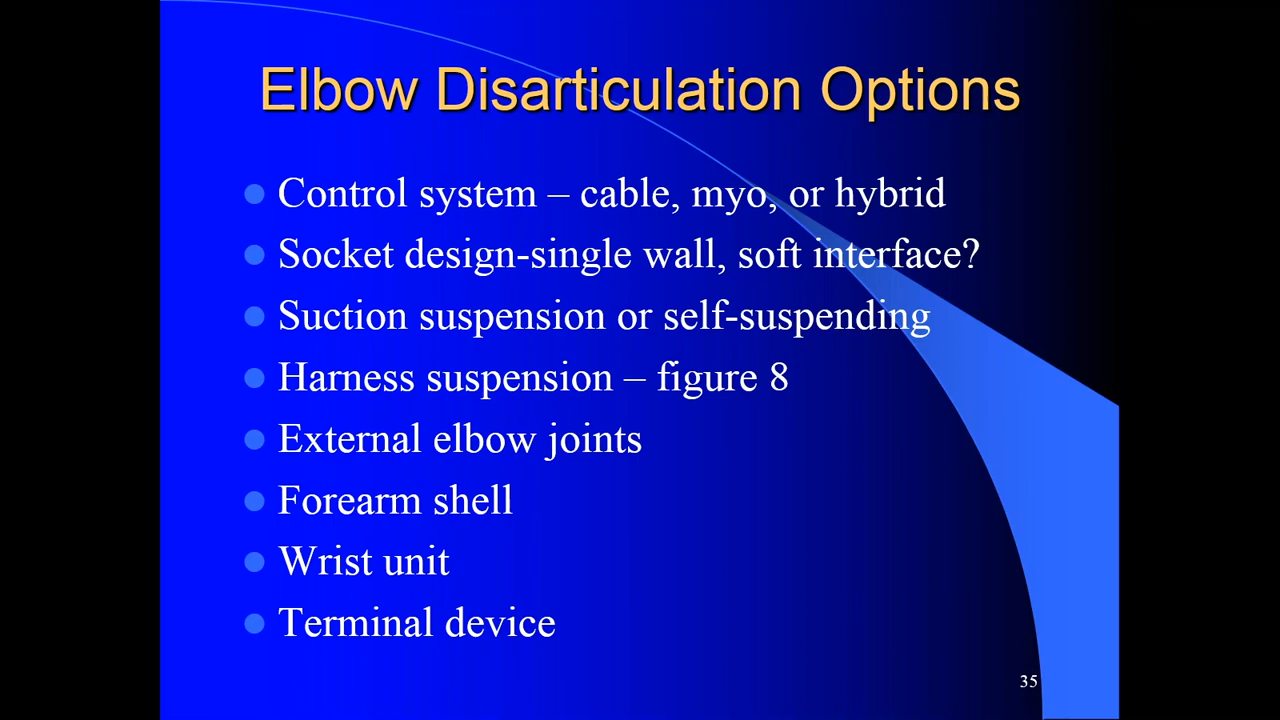 Elbow Disarticulation Options
Control system – cable, myo, or hybrid
Socket design-single wall, soft interface?
Suction suspension or self-suspending
Harness suspension – figure 8
External elbow joints
Forearm shell
Wrist unit
Terminal device
35